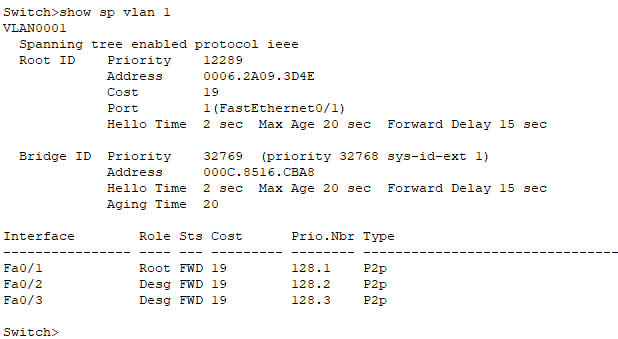 Switch>show sp vlan 1
VLAN0001
  Spanning tree enabled protocol ieee
  Root ID    Priority    12289
             Address     0006.2A09.3D4E
             Cost        19
             Port        1(FastEthernet0/1)
             Hello Time  2 sec  Max Age 20 sec  Forward Delay 15 sec

  Bridge ID  Priority    32769  (priority 32768 sys-id-ext 1)
             Address     000C.8516.CBA8
             Hello Time  2 sec  Max Age 20 sec  Forward Delay 15 sec
             Aging Time  20

Interface        Role Sts Cost      Prio.Nbr Type
---------------- ---- --- --------- -------- --------------------------------
Fa0/1            Root FWD 19        128.1    P2p
Fa0/2            Desg FWD 19        128.2    P2p
Fa0/3            Desg FWD 19        128.3    P2p

Switch>